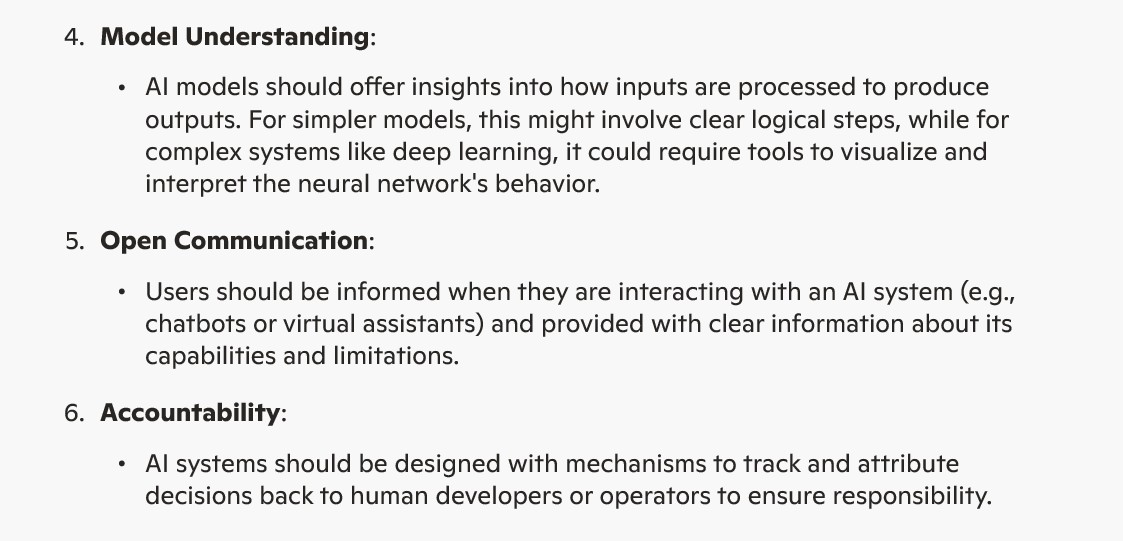 4. Model Understanding:
• AI models should offer insights into how inputs are processed to produce
outputs. For simpler models, this might involve clear logical steps, while for
complex systems like deep learning, it could require tools to visualize and
interpret the neural network's behavior.
5. Open Communication:
• Users should be informed when they are interacting with an AI system (e.g.,
chatbots or virtual assistants) and provided with clear information about its
capabilities and limitations.
6. Accountability:
• AI systems should be designed with mechanisms to track and attribute
decisions back to human developers or operators to ensure responsibility.